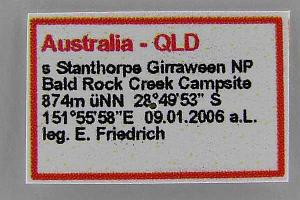 Australia - QLD
s Stanthorpe Girraween NP
Bald Rock Creek Campsite
874m üNN 28°49'53" S
151°55'58"E 09.01.2006 a.L.
leg. E. Friedrich